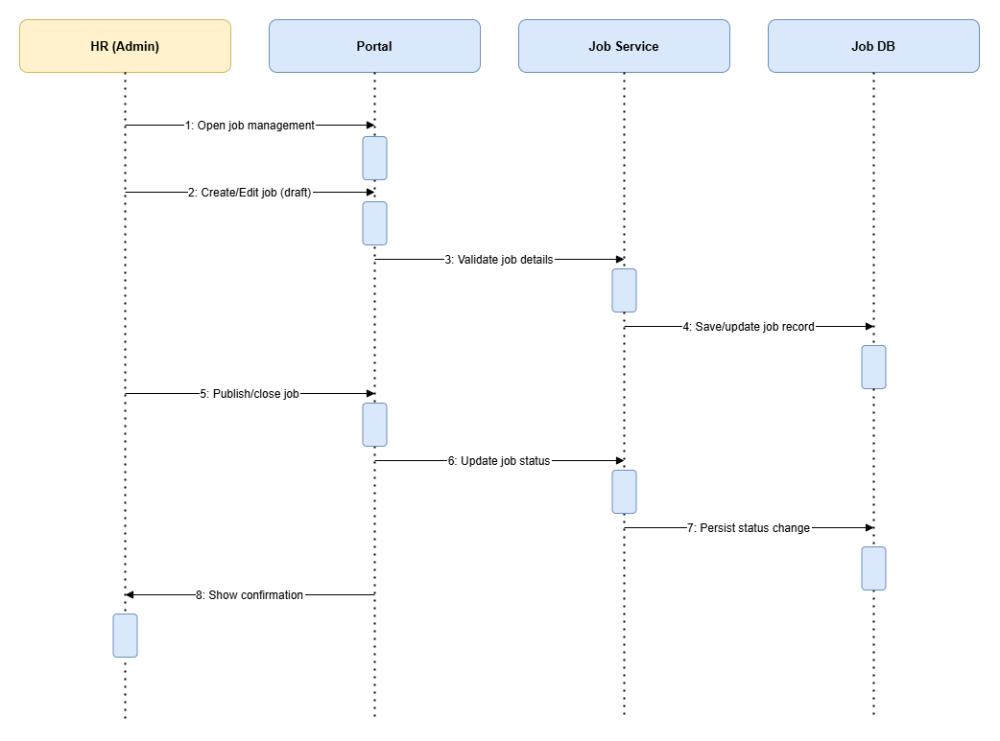 HR (Admin)
Portal
Job Service
Job DB
1: Open job management
2: Create/Edit job (draft)
3: Validate job details
4: Save/update job record
5: Publish/close job
6: Update job status
7: Persist status change
8: Show confirmation